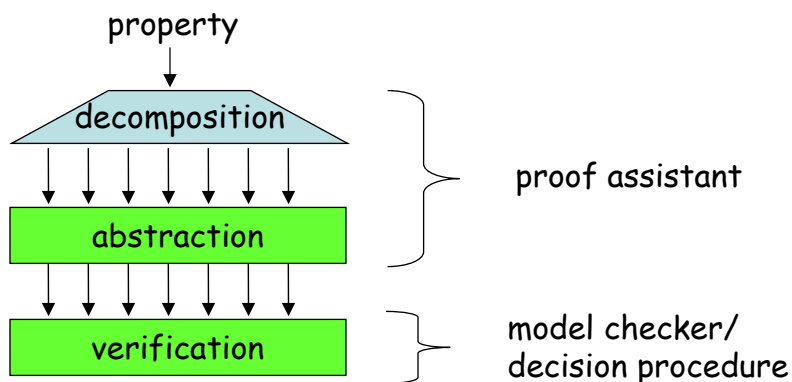 property
decomposition
proof assistant
abstraction
model checker/
decision procedure
verification